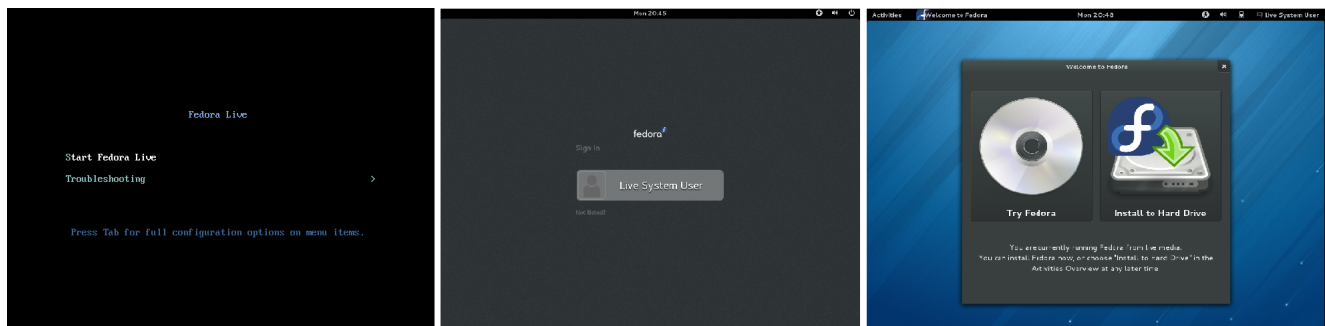 Fedora Live
Start Fedora Live
Troubleshooting >
Press Tab for full configuration options on menu items.
Mon 20:45
fedora
Sign In
Live System User
Not listed?
Activities Welcome to Fedora Mon 20:48 Live System User
Welcome to Fedora
Try Fedora Install to Hard Drive
You are currently running Fedora from live media.
You can install Fedora now, or choose "Install to Hard Drive" in the
Activities Overview at any later time.